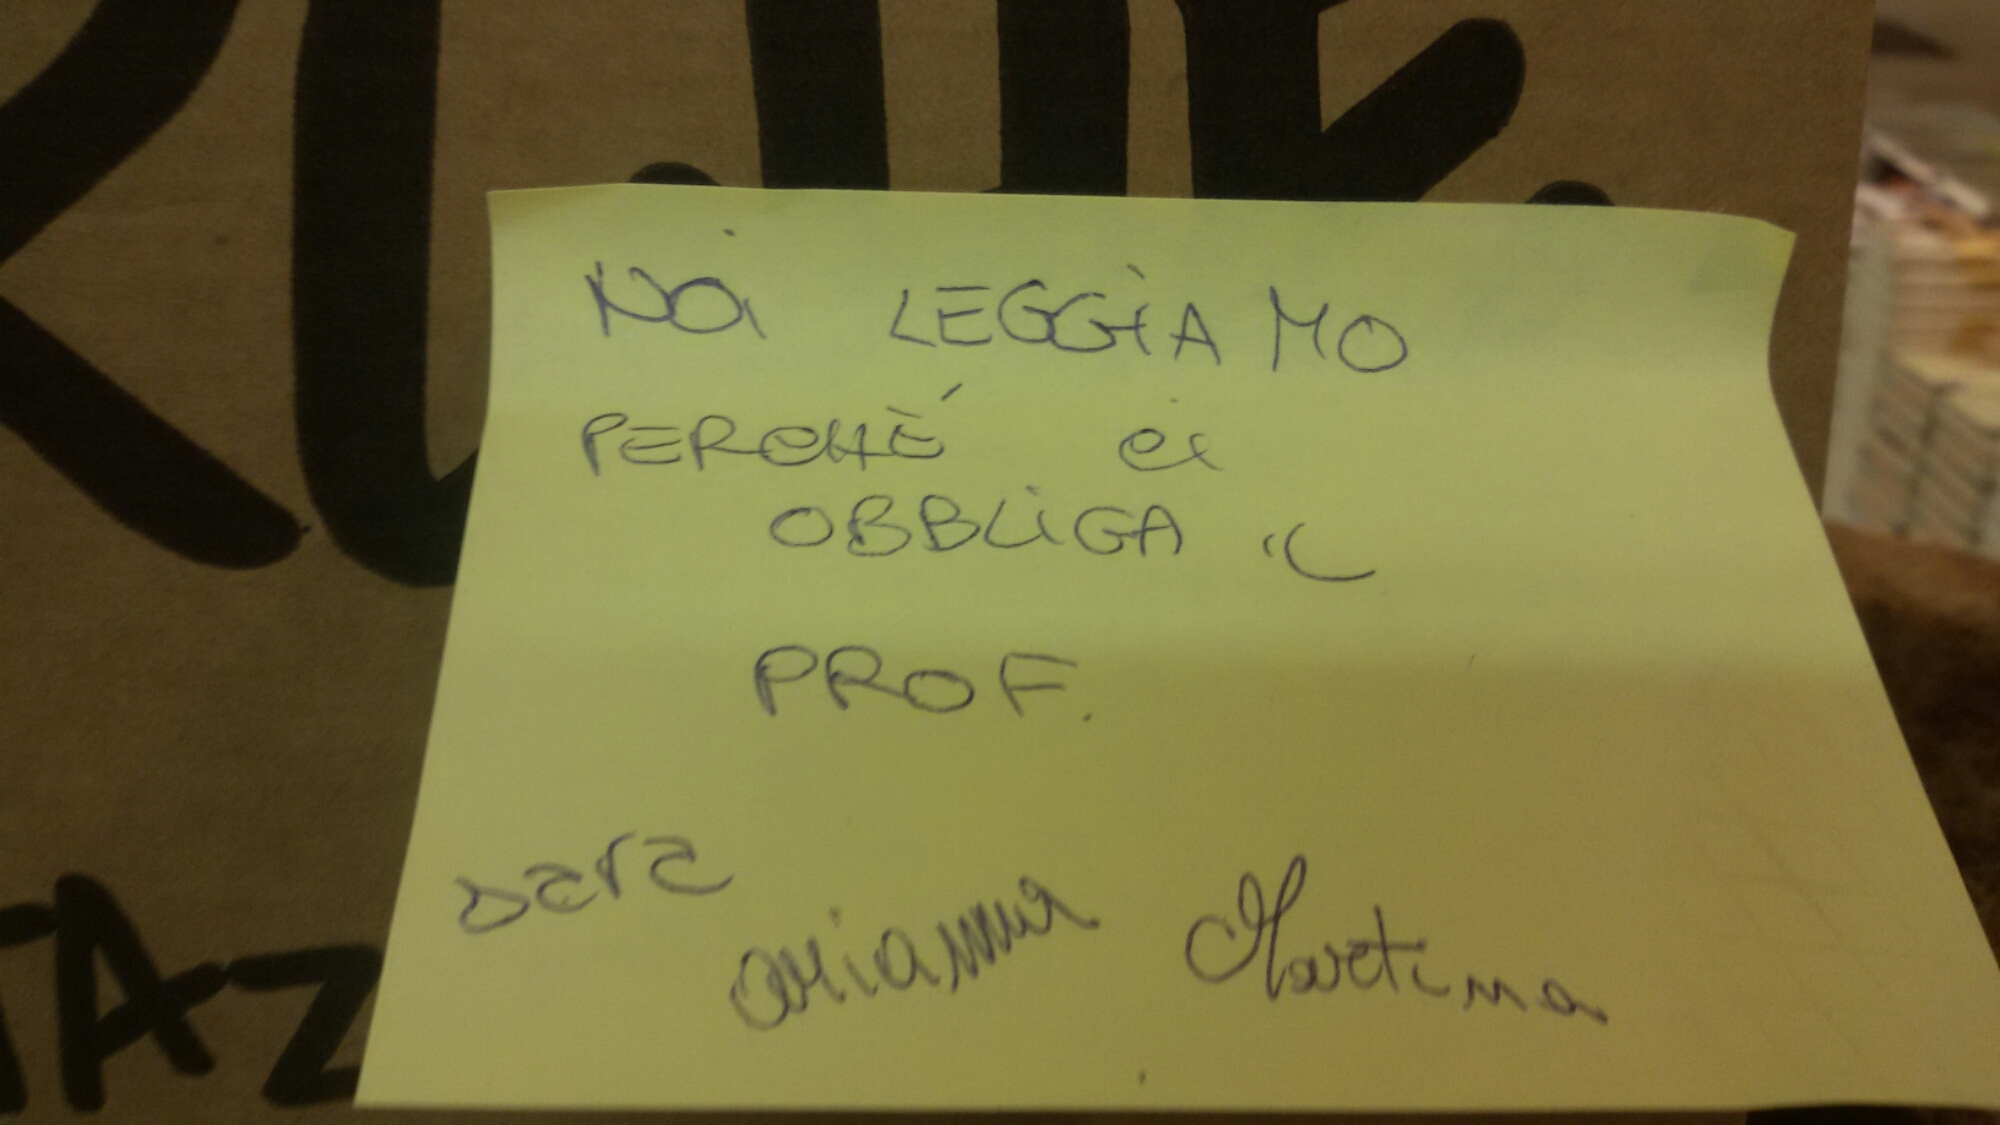 NOi LEGGiAMO
PERCHÉ ci
OBBLiGA iL
PROF.
sara
arianna Martina